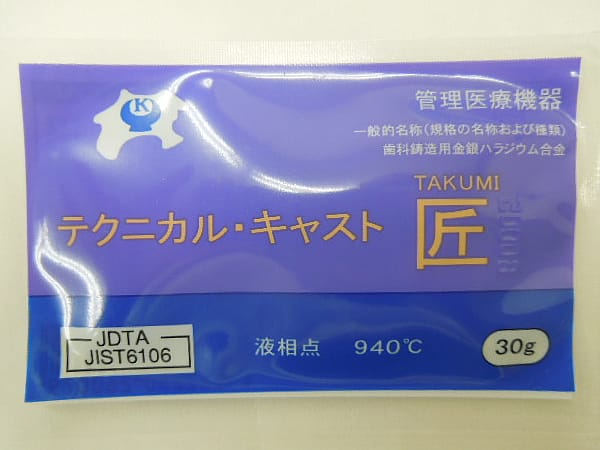 K
管理医療機器
一般的名称(規格の名称および種類)
歯科鋳造用金銀パラジウム合金
TAKUMI
テクニカル・キャスト 匠
JDTA
JIST6106
液相点 940℃
30g